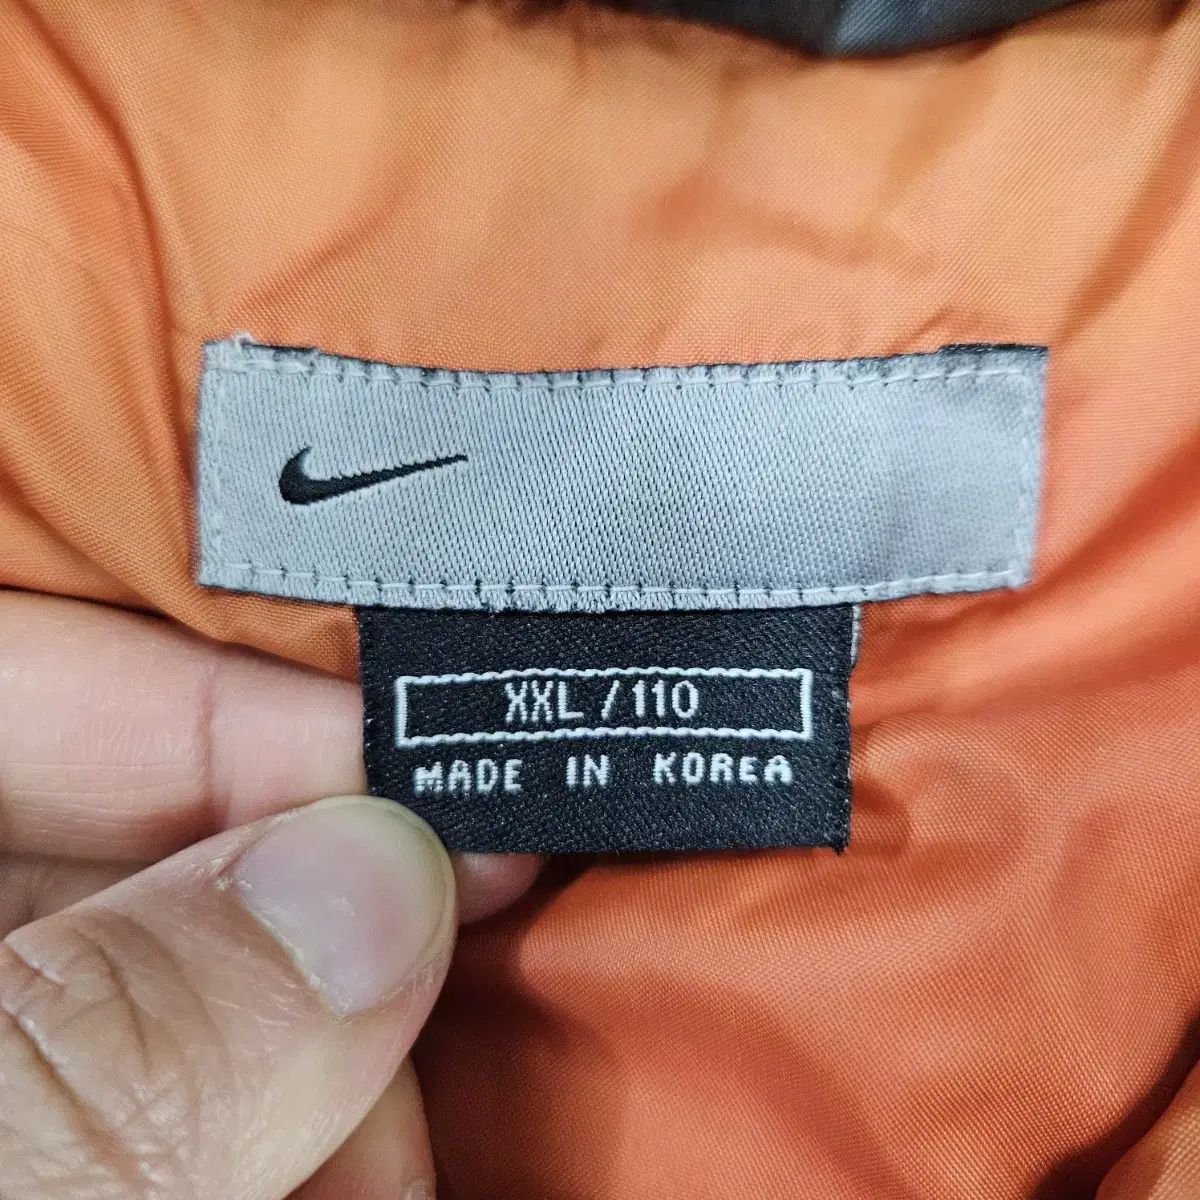 XXL / 110
MADE IN KOREA